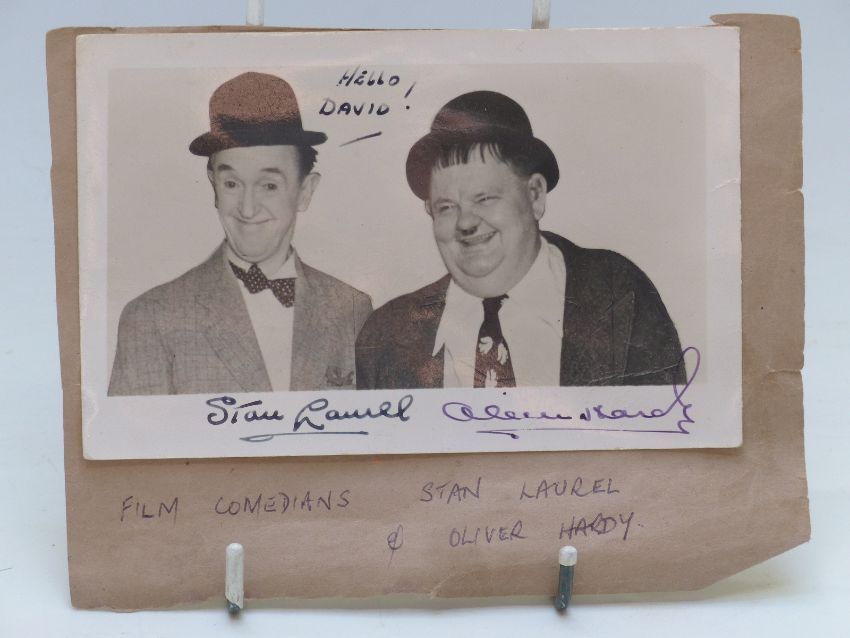 HELLO!
DAVID
Stan Laurel Oliver Hardy
FILM COMEDIANS STAN LAUREL
& OLIVER HARDY.